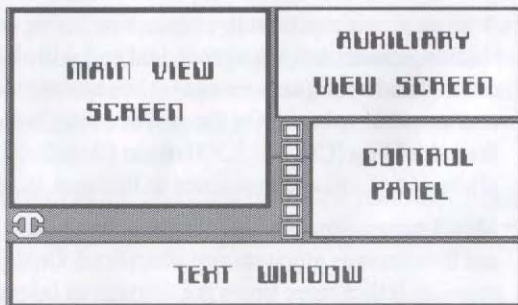 MAIN VIEW
SCREEN
AUXILIARY
VIEW SCREEN
CONTROL
PANEL
TEXT WINDOW